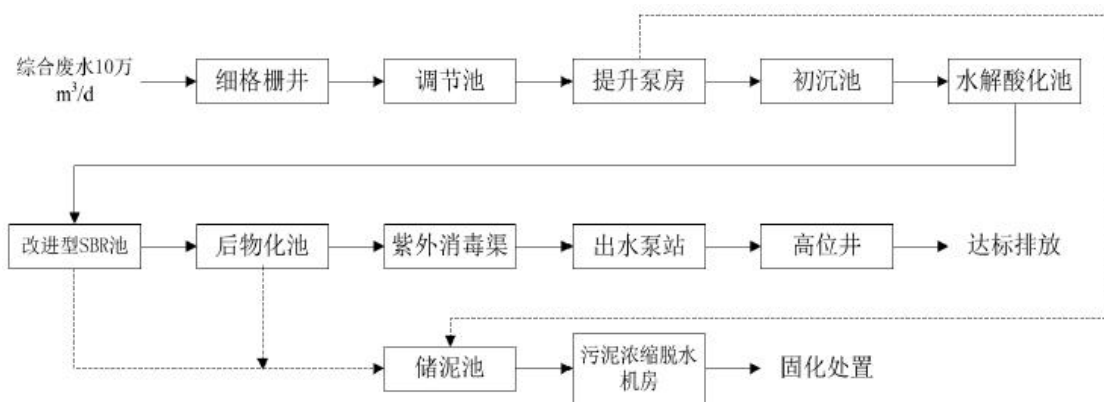 综合废水10万
m³/d
细格栅井
调节池
提升泵房
初沉池
水解酸化池
改进型SBR池
后物化池
紫外消毒渠
出水泵站
高位井
达标排放
储泥池
污泥浓缩脱水
机房
固化处置